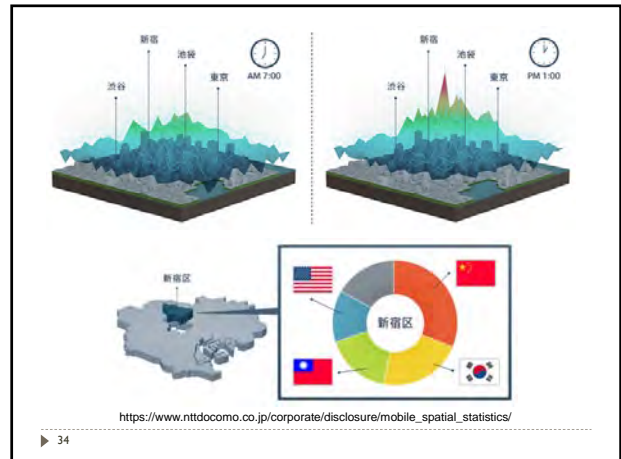 新宿
池袋
東京
渋谷
AM 7:00
新宿
池袋
東京
渋谷
PM 1:00
新宿区
新宿区
https://www.nttdocomo.co.jp/corporate/disclosure/mobile_spatial_statistics/
34